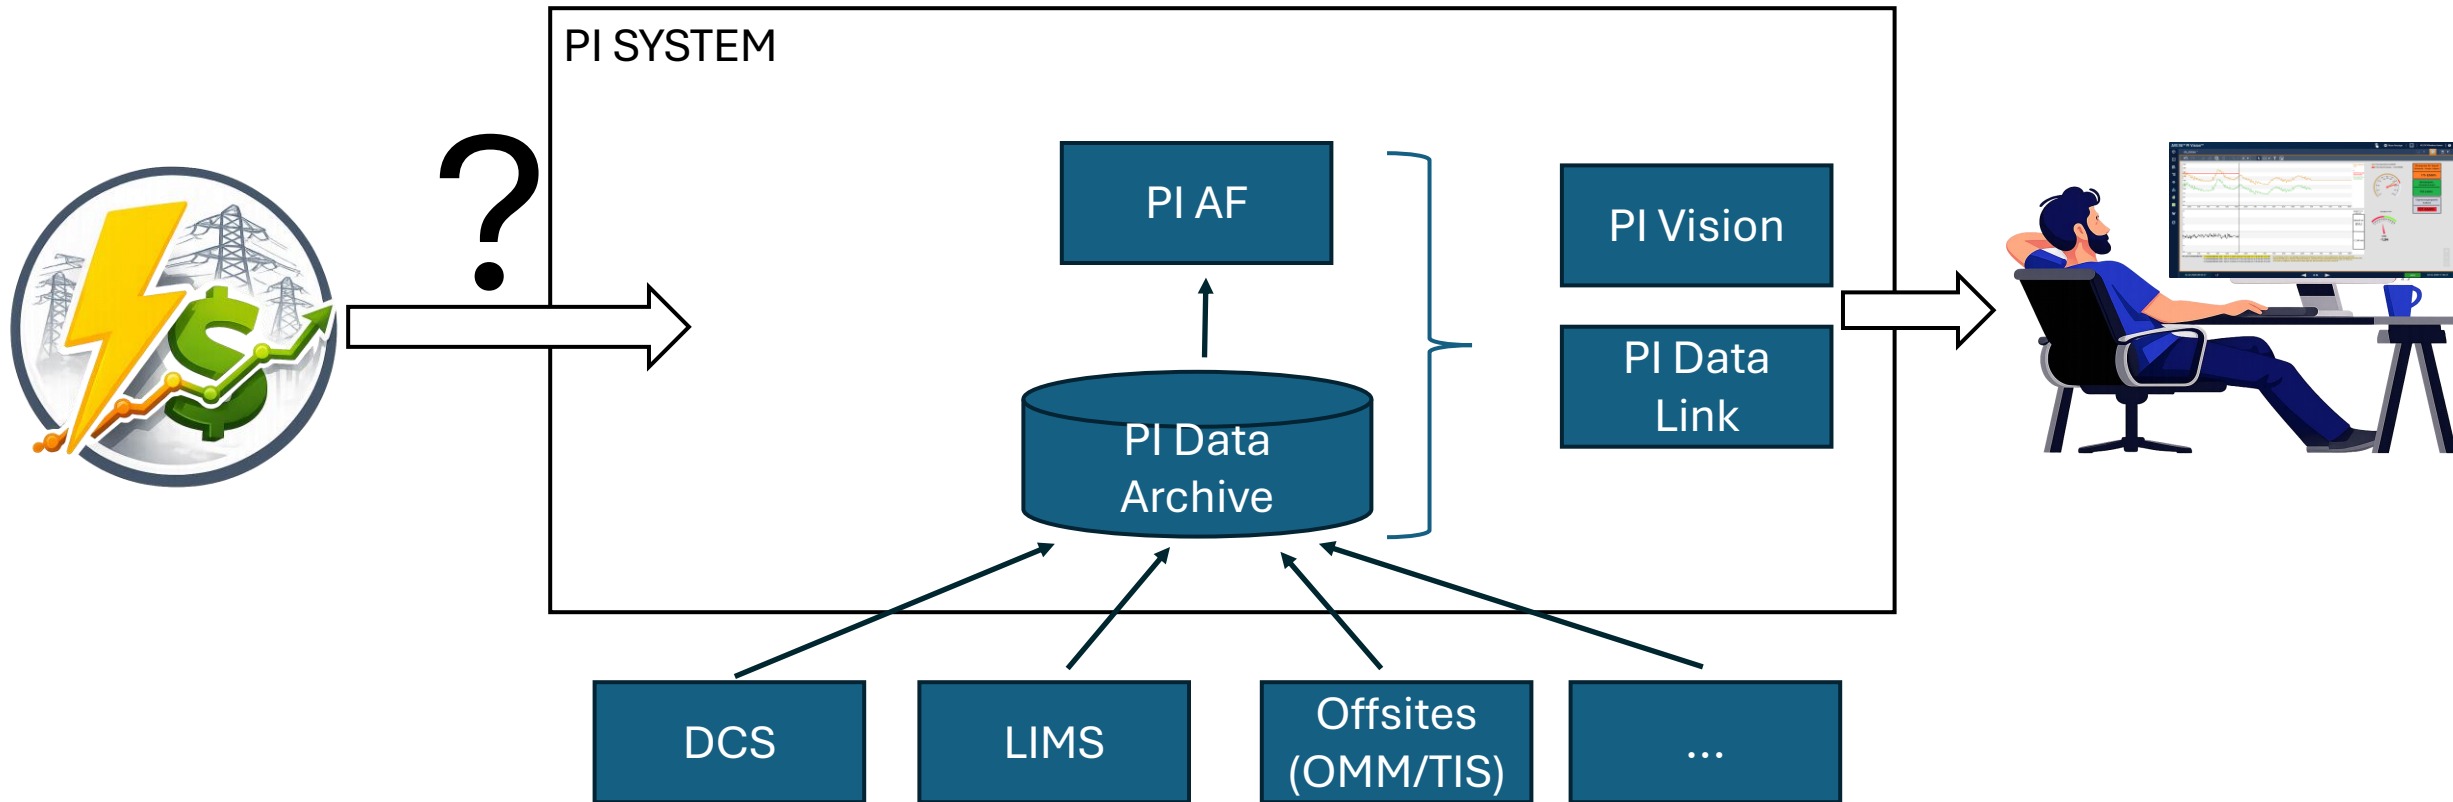 PI SYSTEM
?
PI AF
PI Vision
PI Data
Link
PI Data
Archive
DCS
LIMS
Offsites
(OMM/TIS)
...